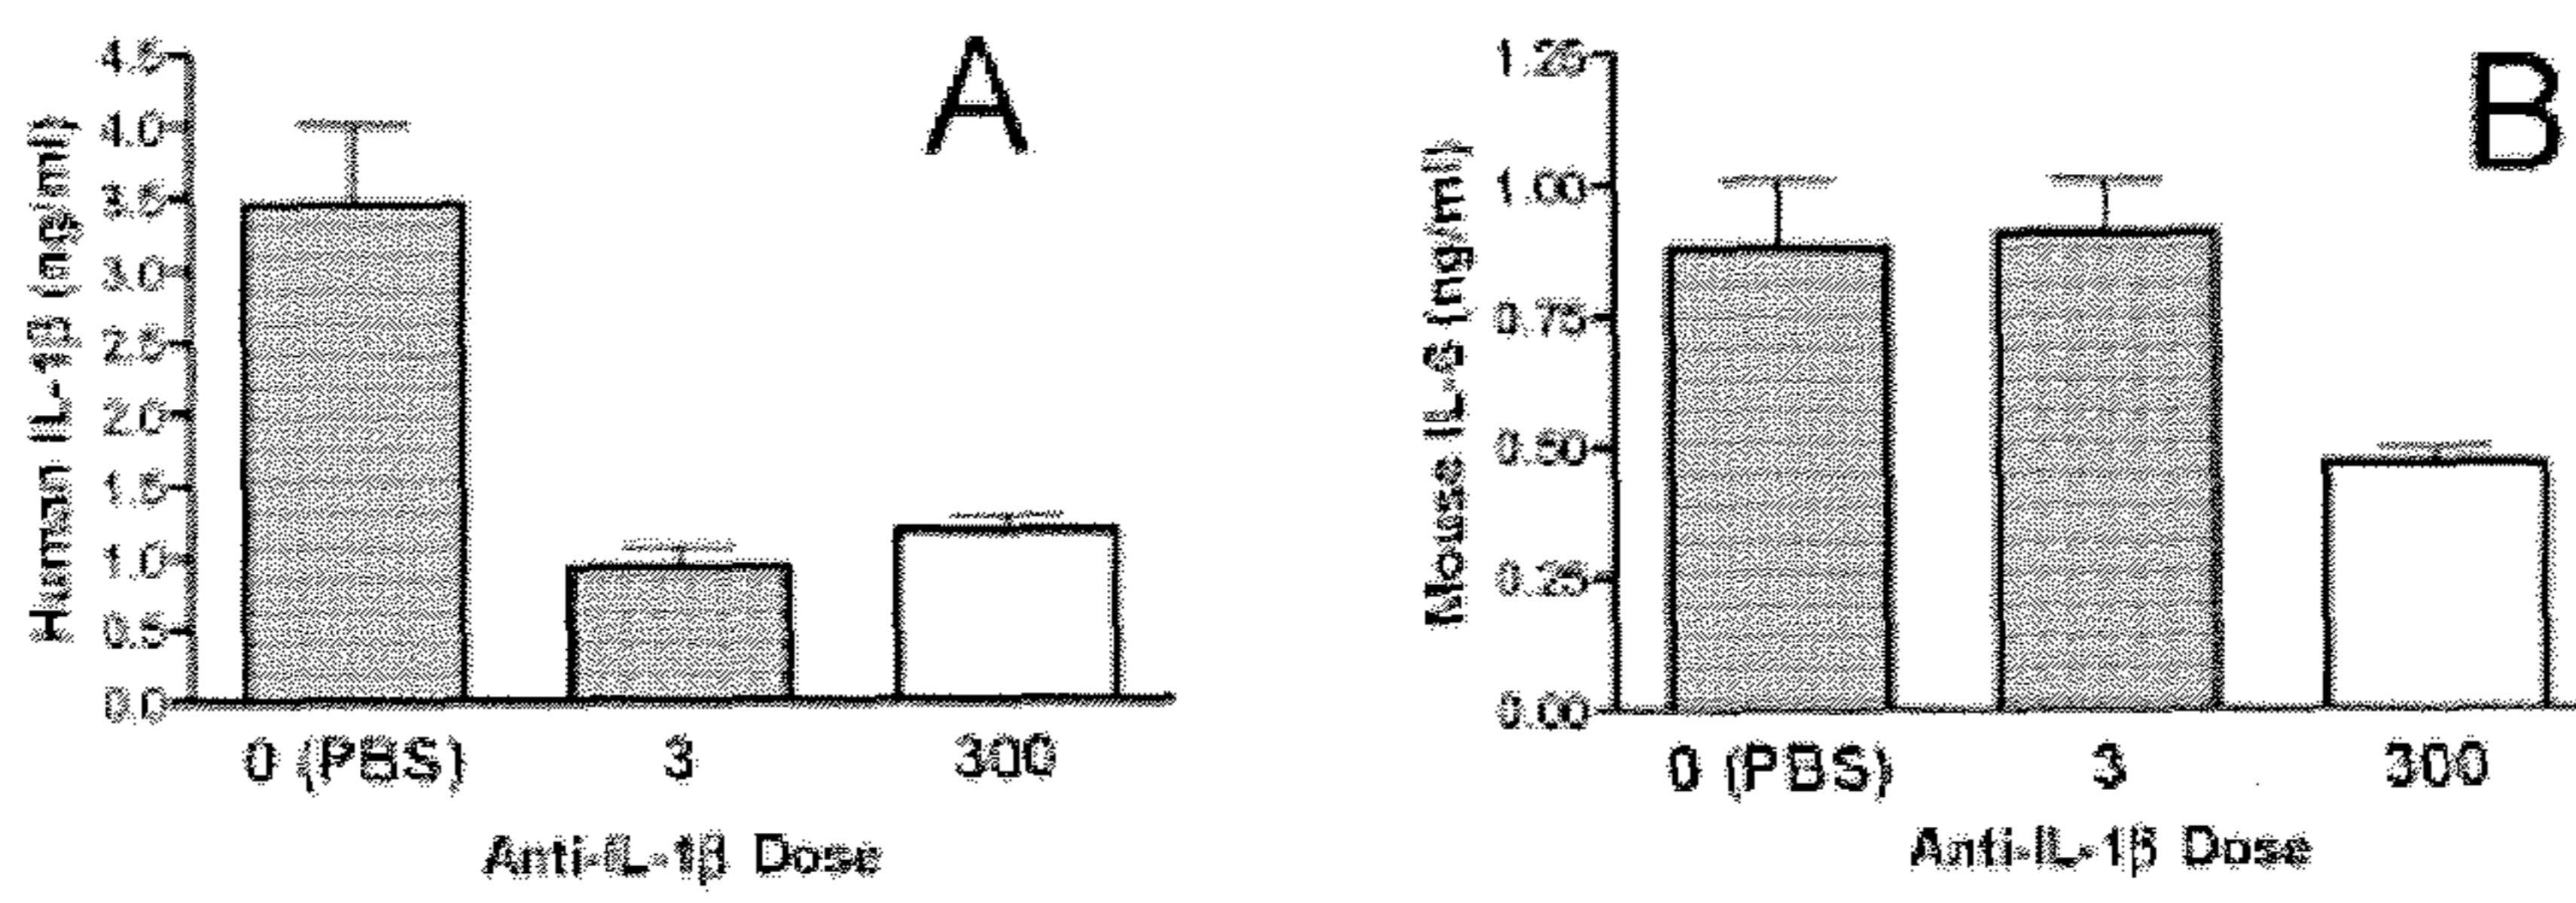 A
Human IL-1β (ng/ml)
4.5
4.0
3.5
3.0
2.5
2.0
1.5
1.0
0.5
0.0
0 (PBS) 3 300
Anti-IL-1β Dose
B
Mouse IL-6 (ng/ml)
1.25
1.00
0.75
0.50
0.25
0.00
0 (PBS) 3 300
Anti-IL-1β Dose